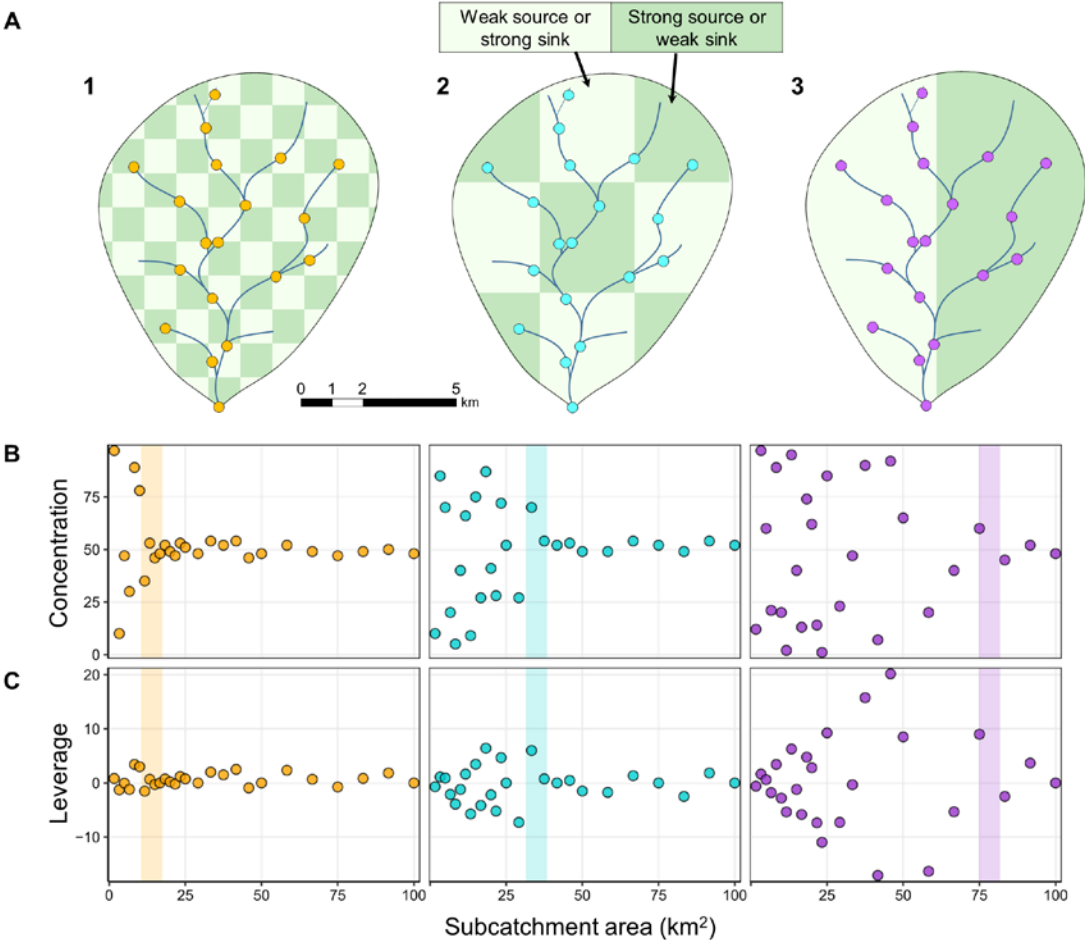 A
Weak source or
strong sink
Strong source or
weak sink
1
2
3
0 1 2 5
km
B
Concentration
75
50
25
0
C
Leverage
20
10
0
−10
0 25 50 75 100
25 50 75 100
25 50 75 100
Subcatchment area (km²)